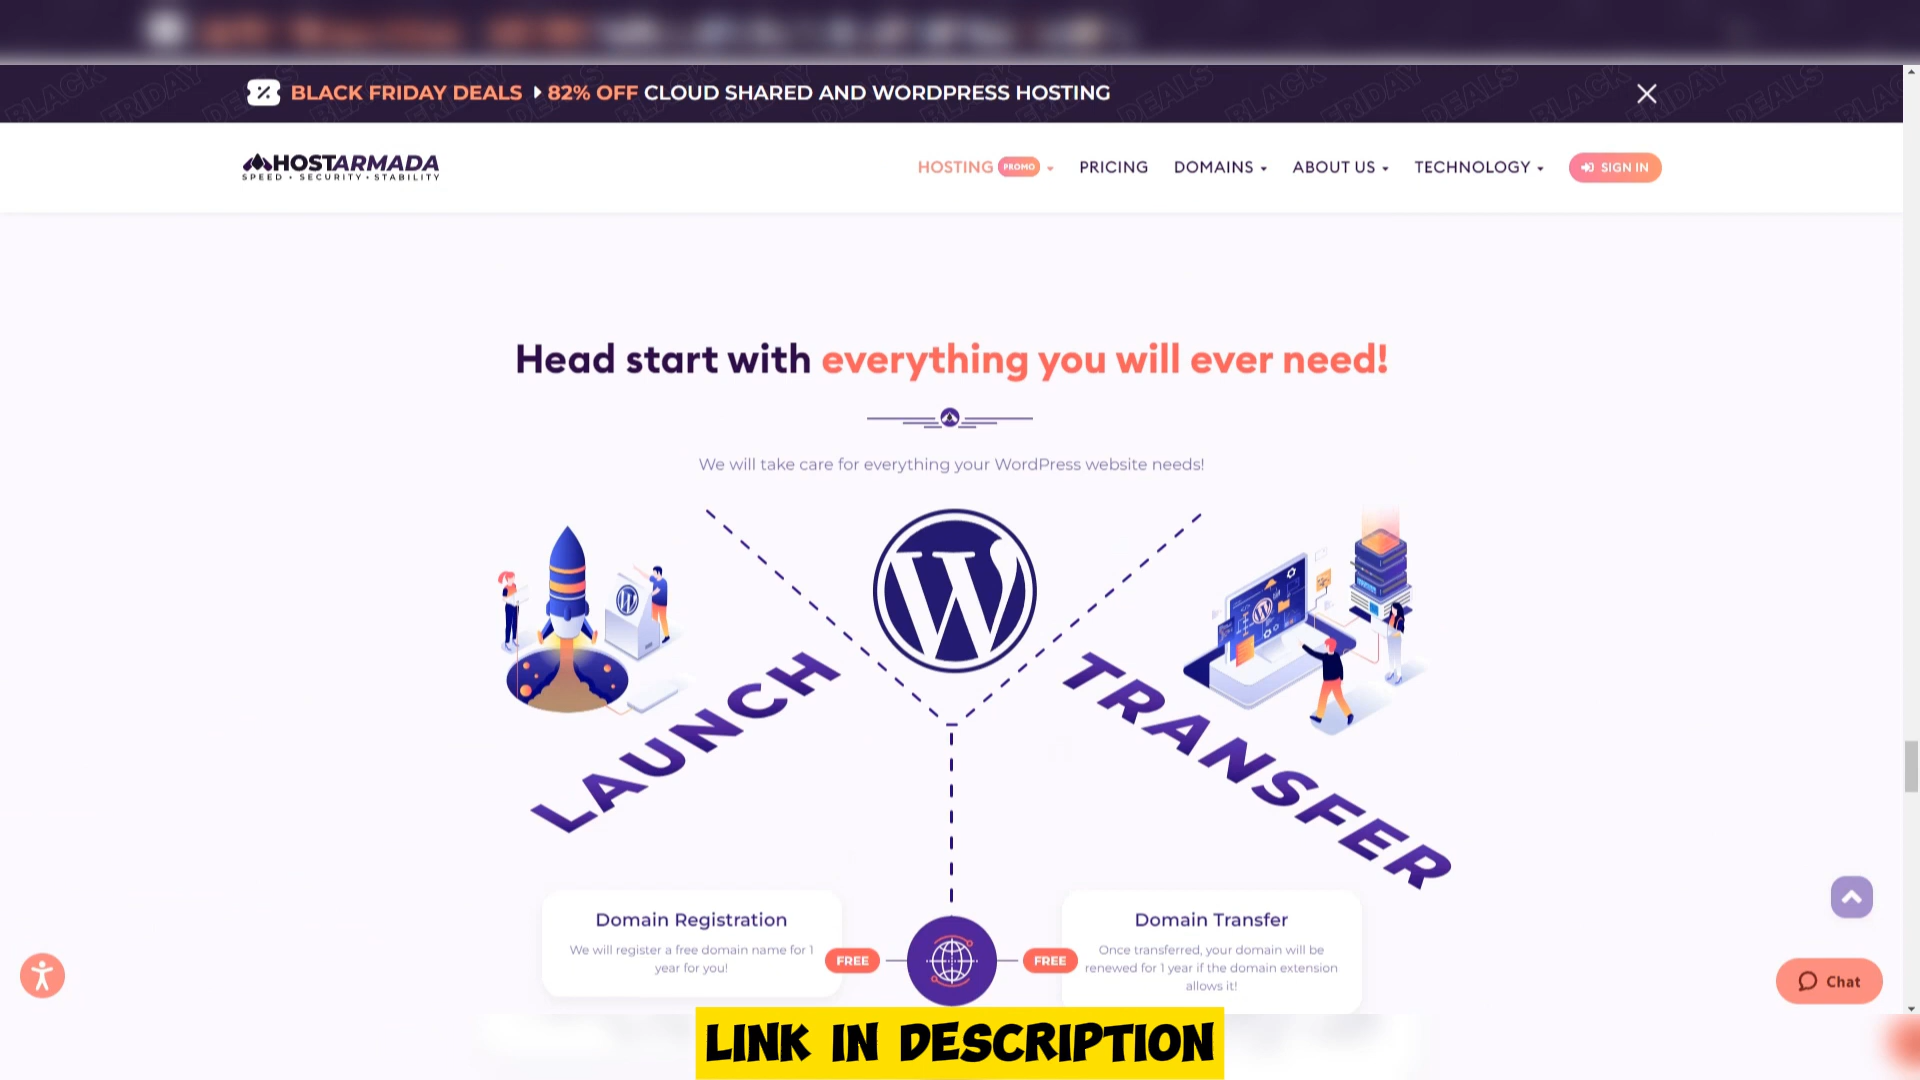 BLACK FRIDAY DEALS 82% OFF CLOUD SHARED AND WORDPRESS HOSTING
HOSTARMADA
SPEED • SECURITY • STABILITY
HOSTING PROMO
PRICING
DOMAINS
ABOUT US
TECHNOLOGY
SIGN IN
Head start with everything you will ever need!
We will take care for everything your WordPress website needs!
LAUNCH
TRANSFER
Domain Registration
We will register a free domain name for 1
year for you!
FREE
FREE
Domain Transfer
Once transferred, your domain will be
renewed for 1 year if the domain extension
allows it!
Chat
LINK IN DESCRIPTION